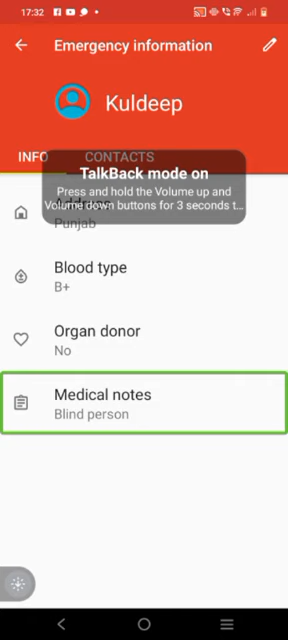 17:32
Emergency information
Kuldeep
INFO
CONTACTS
TalkBack mode on
Press and hold the Volume up and
Volume down buttons for 3 seconds t...
Punjab
Blood type
B+
Organ donor
No
Medical notes
Blind person